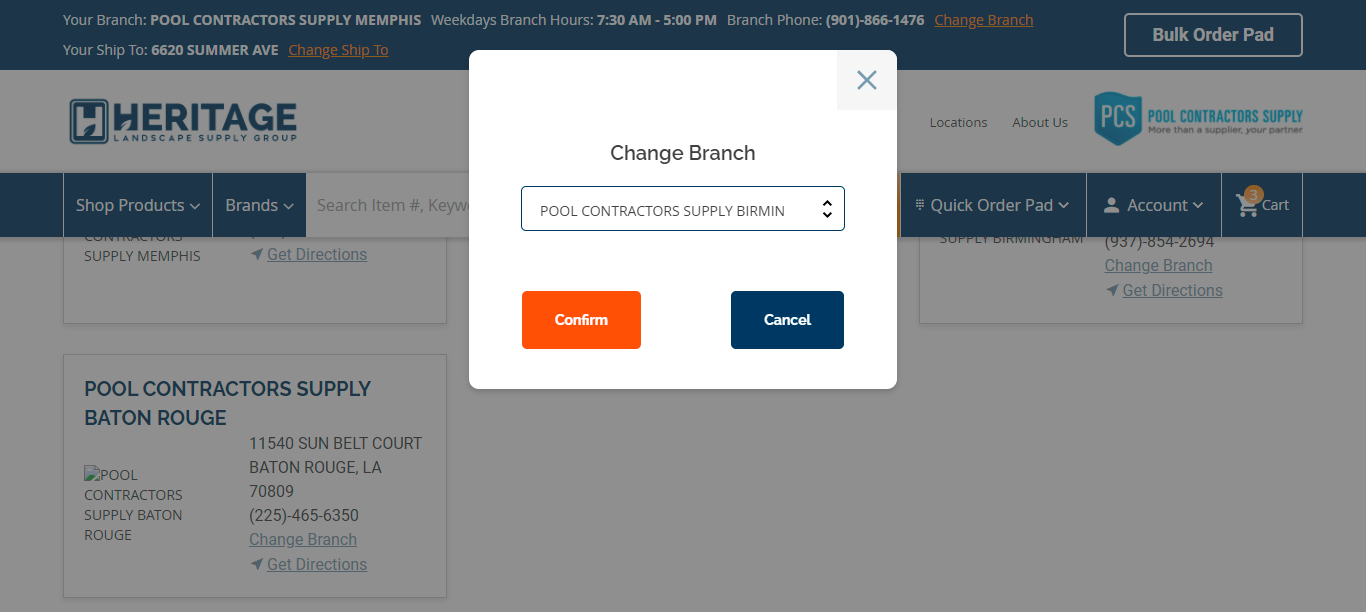 Your Branch: POOL CONTRACTORS SUPPLY MEMPHIS Weekdays Branch Hours: 7:30 AM - 5:00 PM Branch Phone: (901)-866-1476 Change Branch
Your Ship To: 6620 SUMMER AVE Change Ship To
Bulk Order Pad
HERITAGE
LANDSCAPE SUPPLY GROUP
Locations About Us
PCS POOL CONTRACTORS SUPPLY
More than a supplier, your partner
Shop Products Brands Search Item #, Keyw
Quick Order Pad Account 3 Cart
Change Branch
POOL CONTRACTORS SUPPLY BIRMIN
Confirm Cancel
CONTRACTORS
SUPPLY MEMPHIS
Get Directions
SUPPLY BIRMINGHAM
(937)-854-2694
Change Branch
Get Directions
POOL CONTRACTORS SUPPLY
BATON ROUGE
POOL
CONTRACTORS
SUPPLY BATON
ROUGE
11540 SUN BELT COURT
BATON ROUGE, LA
70809
(225)-465-6350
Change Branch
Get Directions